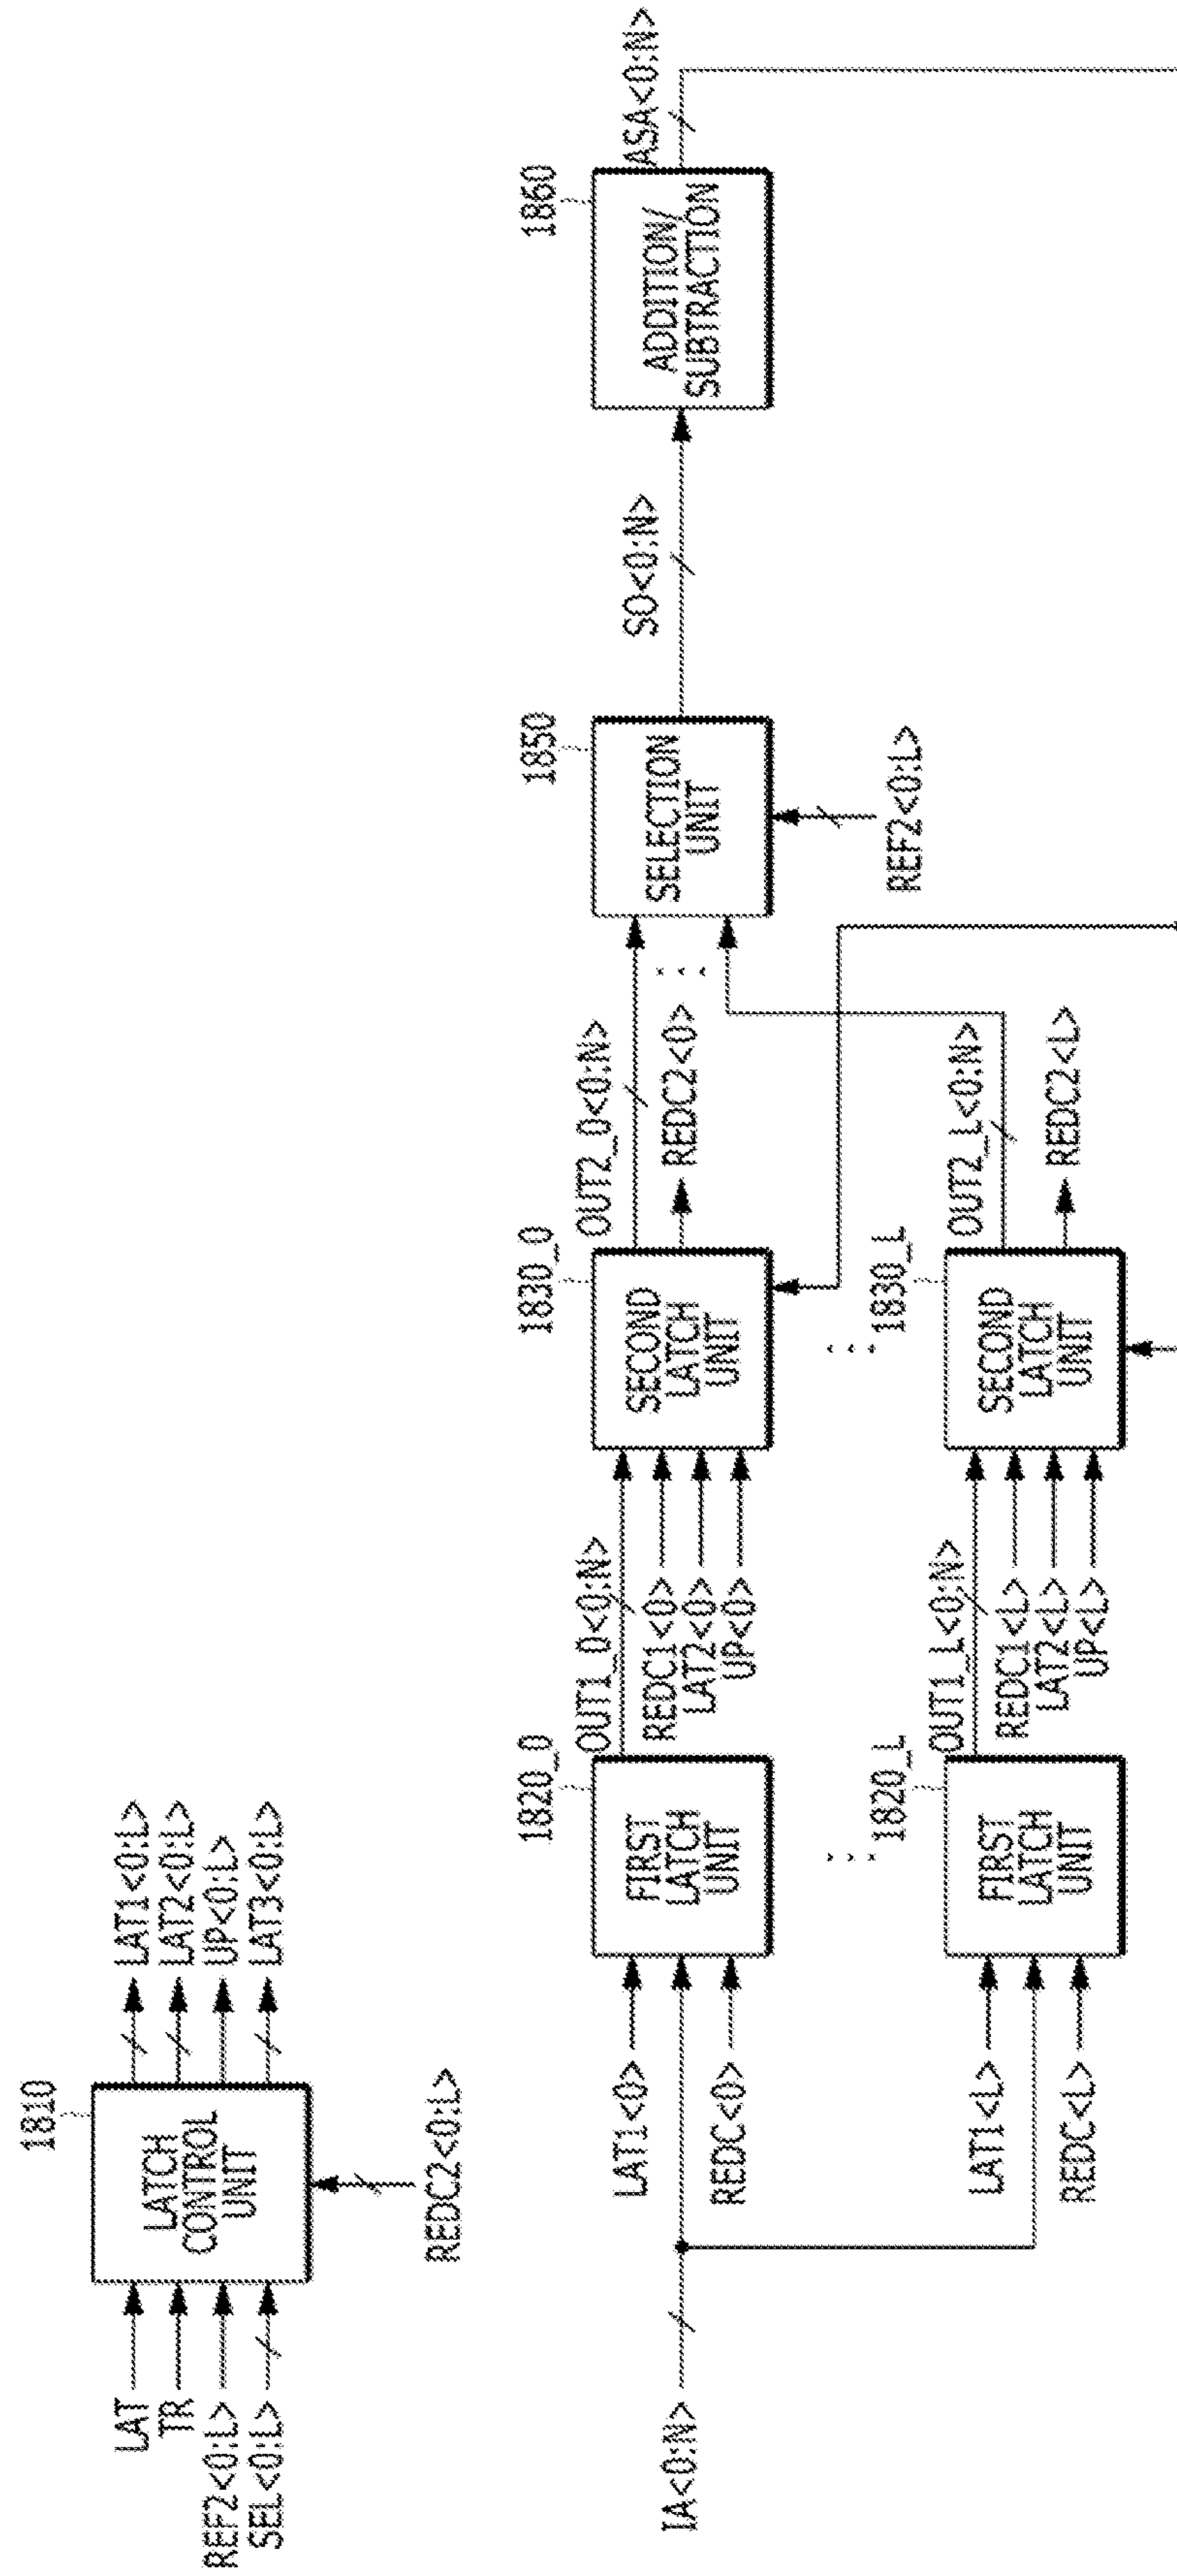 1810
LAT
TR
REF2<0:L>
SEL<0:L>
LATCH
CONTROL
UNIT
LAT1<0:L>
LAT2<0:L>
UP<0:L>
LAT3<0:L>
REDC2<0:L>
IA<0:N>
LAT1<0>
REDC<0>
1820_0
FIRST
LATCH
UNIT
OUT1_0<0:N>
REDC1<0>
LAT2<0>
UP<0>
1830_0
SECOND
LATCH
UNIT
OUT2_0<0:N>
REDC2<0>
1850
SELECTION
UNIT
REF2<0:L>
SO<0:N>
1860
ADDITION/
SUBTRACTION
ASA<0:N>
LAT1<L>
REDC<L>
1820_L
FIRST
LATCH
UNIT
OUT1_L<0:N>
REDC1<L>
LAT2<L>
UP<L>
1830_L
SECOND
LATCH
UNIT
OUT2_L<0:N>
REDC2<L>